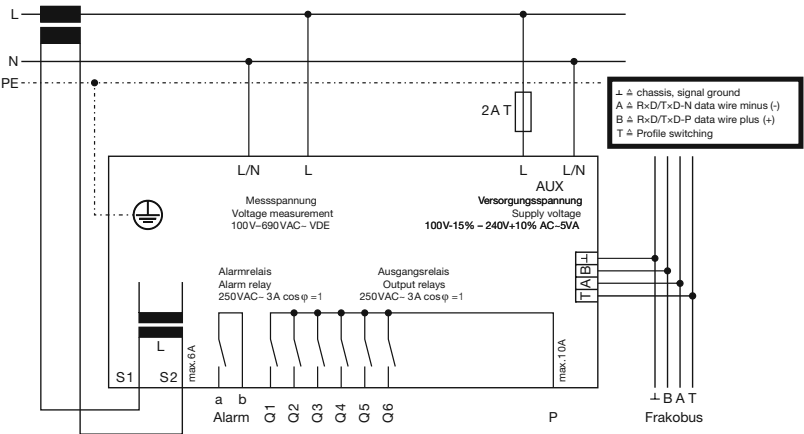 L
N
PE
2A T
⊥ ≙ chassis, signal ground
A ≙ R×D/T×D-N data wire minus (-)
B ≙ R×D/T×D-P data wire plus (+)
T ≙ Profile switching
L/N
L
L
L/N
AUX
Messspannung
Voltage measurement
100V~690VAC~ VDE
Versorgungsspannung
Supply voltage
100V-15% – 240V+10% AC~5VA
⊥
B
A
T
Alarmrelais
Alarm relay
250VAC~ 3A cosφ =1
Ausgangsrelais
Output relays
250VAC~ 3A cosφ =1
L
S1
S2
max.6A
max.10A
a
b
Alarm
Q1
Q2
Q3
Q4
Q5
Q6
P
⊥ B A T
Frakobus